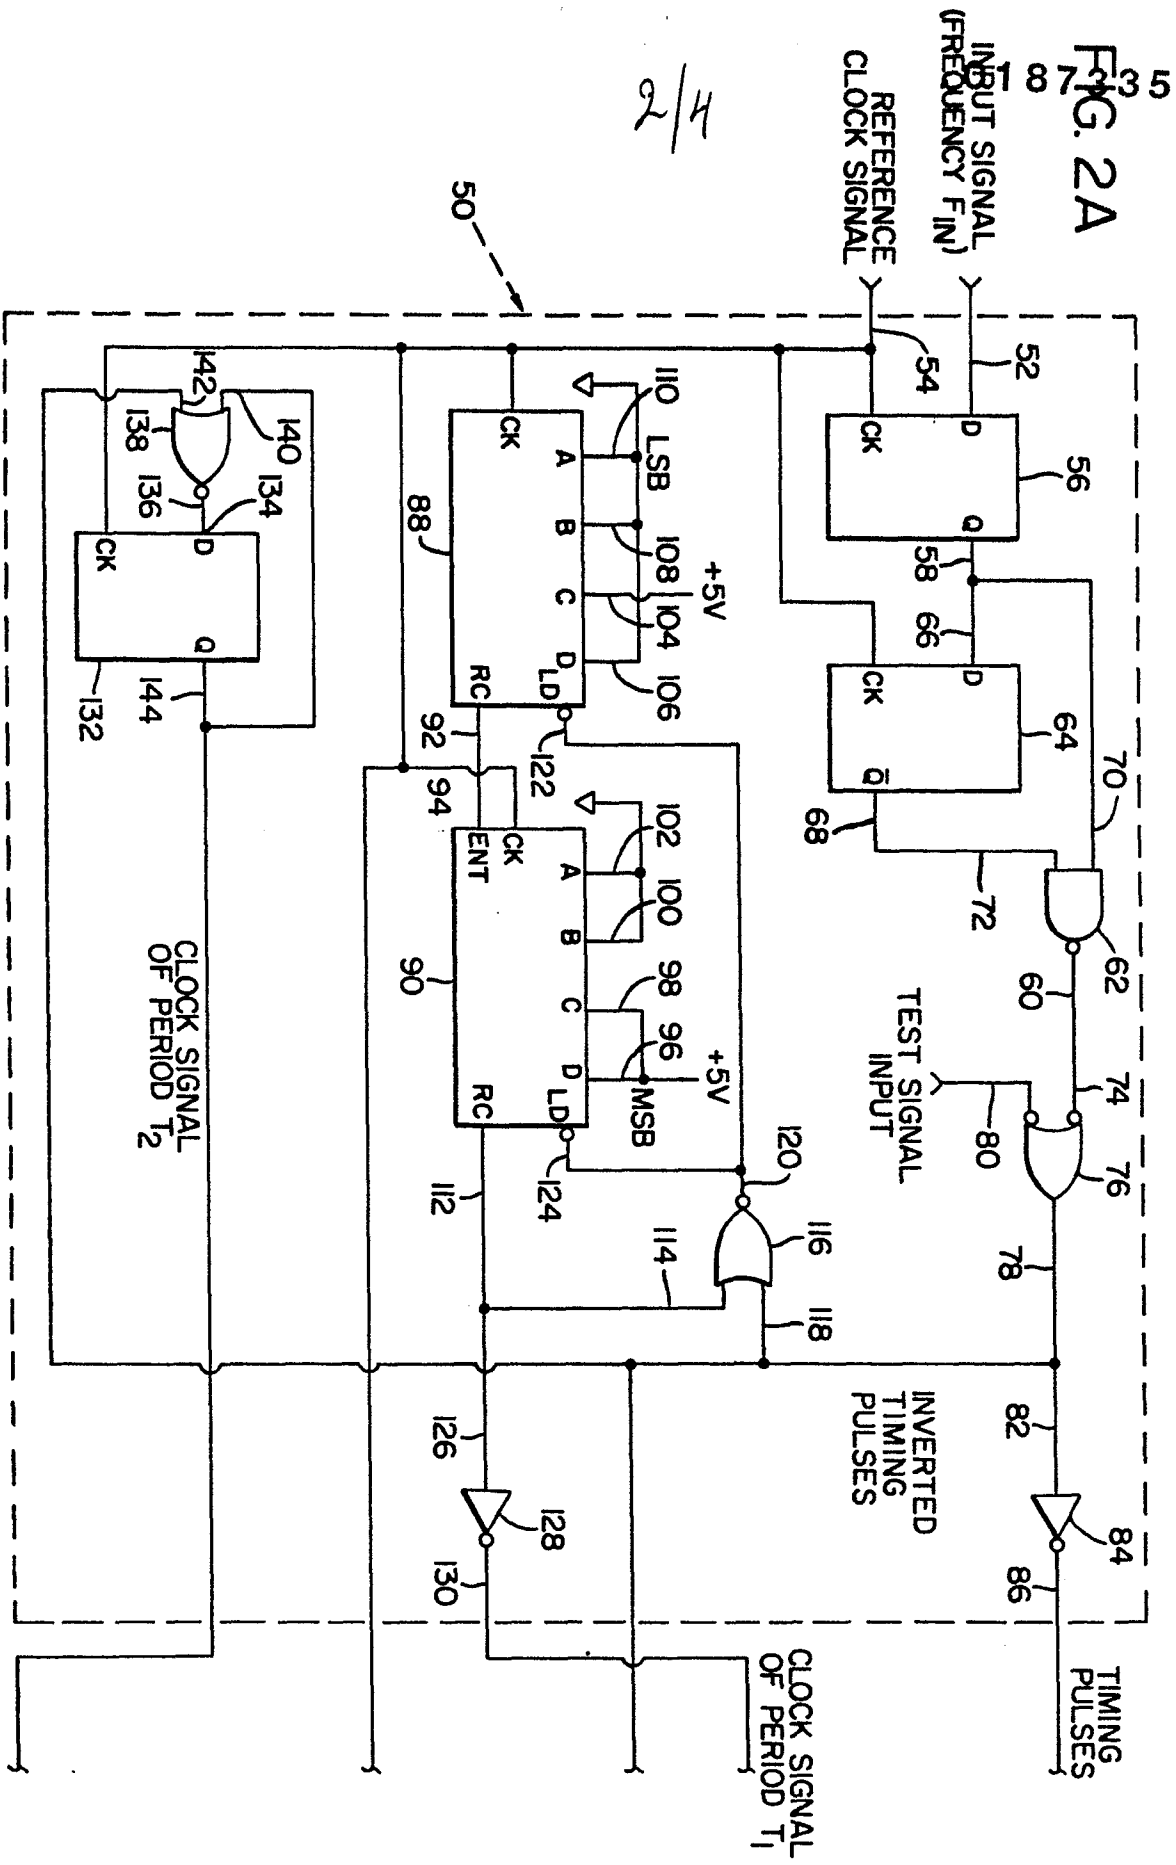 8187335
FIG. 2A
2/4
INPUT SIGNAL
(FREQUENCY FIN)
REFERENCE
CLOCK SIGNAL
50
52
54
D
CK
Q
56
58
66
D
CK
Q̅
64
68
70
72
62
60
74
76
TEST SIGNAL
INPUT
80
78
82
84
86
TIMING
PULSES
INVERTED
TIMING
PULSES
110
LSB
108
+5V
104
106
CK
A
B
C
D
LD
RC
88
92
122
94
102
100
98
96
+5V
MSB
CK
ENT
A
B
C
D
LD
RC
90
112
124
120
116
114
118
126
128
130
CLOCK SIGNAL
OF PERIOD T1
142
138
140
136
134
D
CK
Q
132
144
CLOCK SIGNAL
OF PERIOD T2